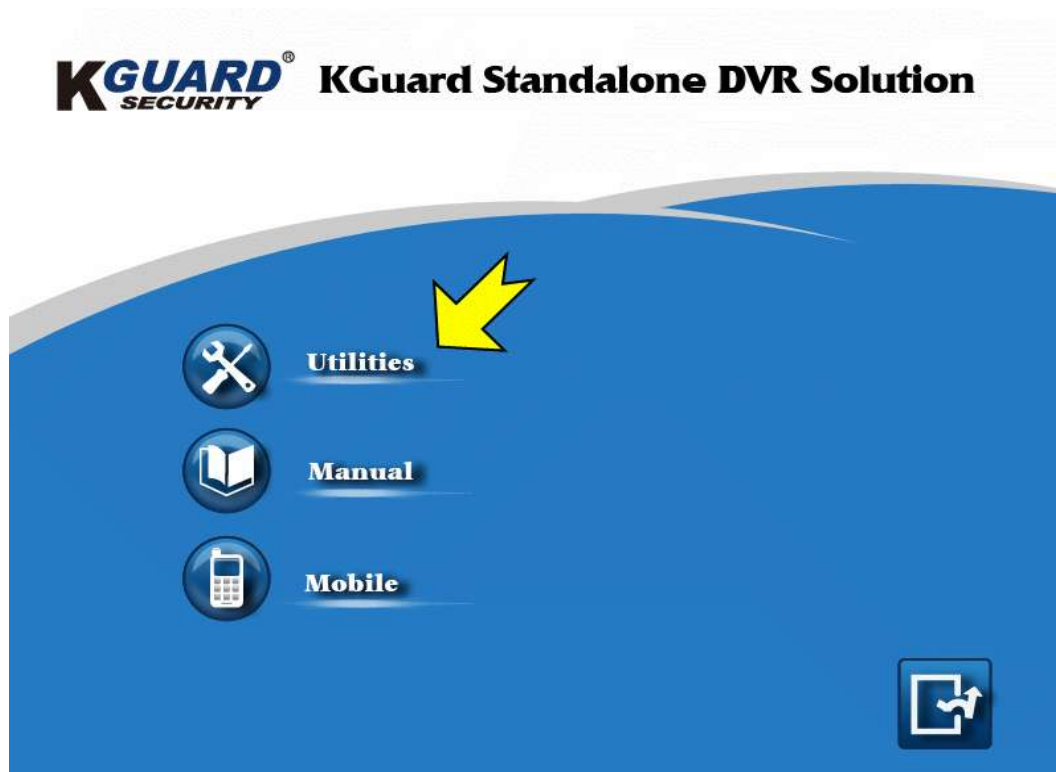 KGUARD®
SECURITY
KGuard Standalone DVR Solution
Utilities
Manual
Mobile